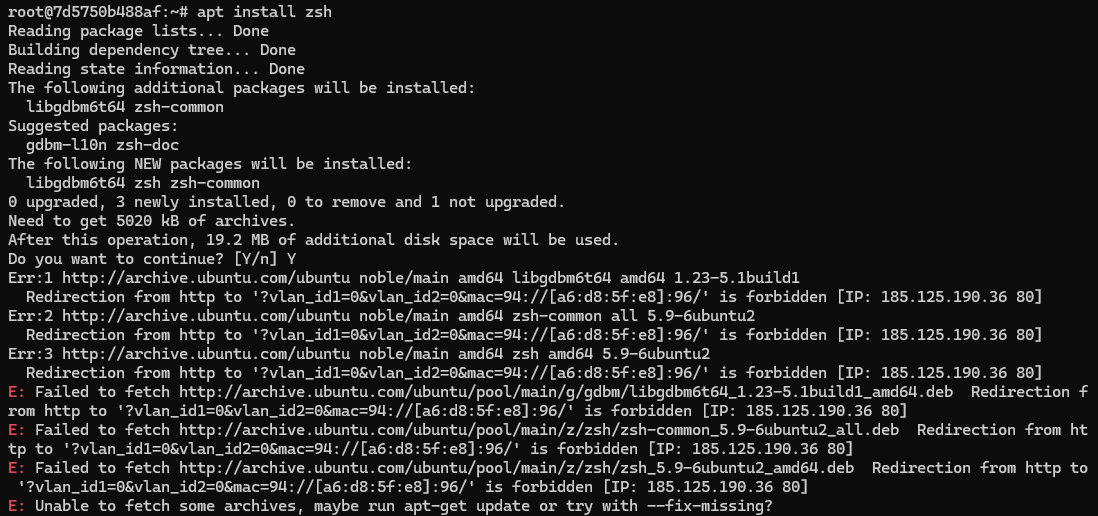 root@7d5750b488af:~# apt install zsh
Reading package lists... Done
Building dependency tree... Done
Reading state information... Done
The following additional packages will be installed:
  libgdbm6t64 zsh-common
Suggested packages:
  gdbm-l10n zsh-doc
The following NEW packages will be installed:
  libgdbm6t64 zsh zsh-common
0 upgraded, 3 newly installed, 0 to remove and 1 not upgraded.
Need to get 5020 kB of archives.
After this operation, 19.2 MB of additional disk space will be used.
Do you want to continue? [Y/n] Y
Err:1 http://archive.ubuntu.com/ubuntu noble/main amd64 libgdbm6t64 amd64 1.23-5.1build1
  Redirection from http to '?vlan_id1=0&vlan_id2=0&mac=94://[a6:d8:5f:e8]:96/' is forbidden [IP: 185.125.190.36 80]
Err:2 http://archive.ubuntu.com/ubuntu noble/main amd64 zsh-common all 5.9-6ubuntu2
  Redirection from http to '?vlan_id1=0&vlan_id2=0&mac=94://[a6:d8:5f:e8]:96/' is forbidden [IP: 185.125.190.36 80]
Err:3 http://archive.ubuntu.com/ubuntu noble/main amd64 zsh amd64 5.9-6ubuntu2
  Redirection from http to '?vlan_id1=0&vlan_id2=0&mac=94://[a6:d8:5f:e8]:96/' is forbidden [IP: 185.125.190.36 80]
E: Failed to fetch http://archive.ubuntu.com/ubuntu/pool/main/g/gdbm/libgdbm6t64_1.23-5.1build1_amd64.deb  Redirection f
rom http to '?vlan_id1=0&vlan_id2=0&mac=94://[a6:d8:5f:e8]:96/' is forbidden [IP: 185.125.190.36 80]
E: Failed to fetch http://archive.ubuntu.com/ubuntu/pool/main/z/zsh/zsh-common_5.9-6ubuntu2_all.deb  Redirection from ht
tp to '?vlan_id1=0&vlan_id2=0&mac=94://[a6:d8:5f:e8]:96/' is forbidden [IP: 185.125.190.36 80]
E: Failed to fetch http://archive.ubuntu.com/ubuntu/pool/main/z/zsh/zsh_5.9-6ubuntu2_amd64.deb  Redirection from http to
 '?vlan_id1=0&vlan_id2=0&mac=94://[a6:d8:5f:e8]:96/' is forbidden [IP: 185.125.190.36 80]
E: Unable to fetch some archives, maybe run apt-get update or try with --fix-missing?